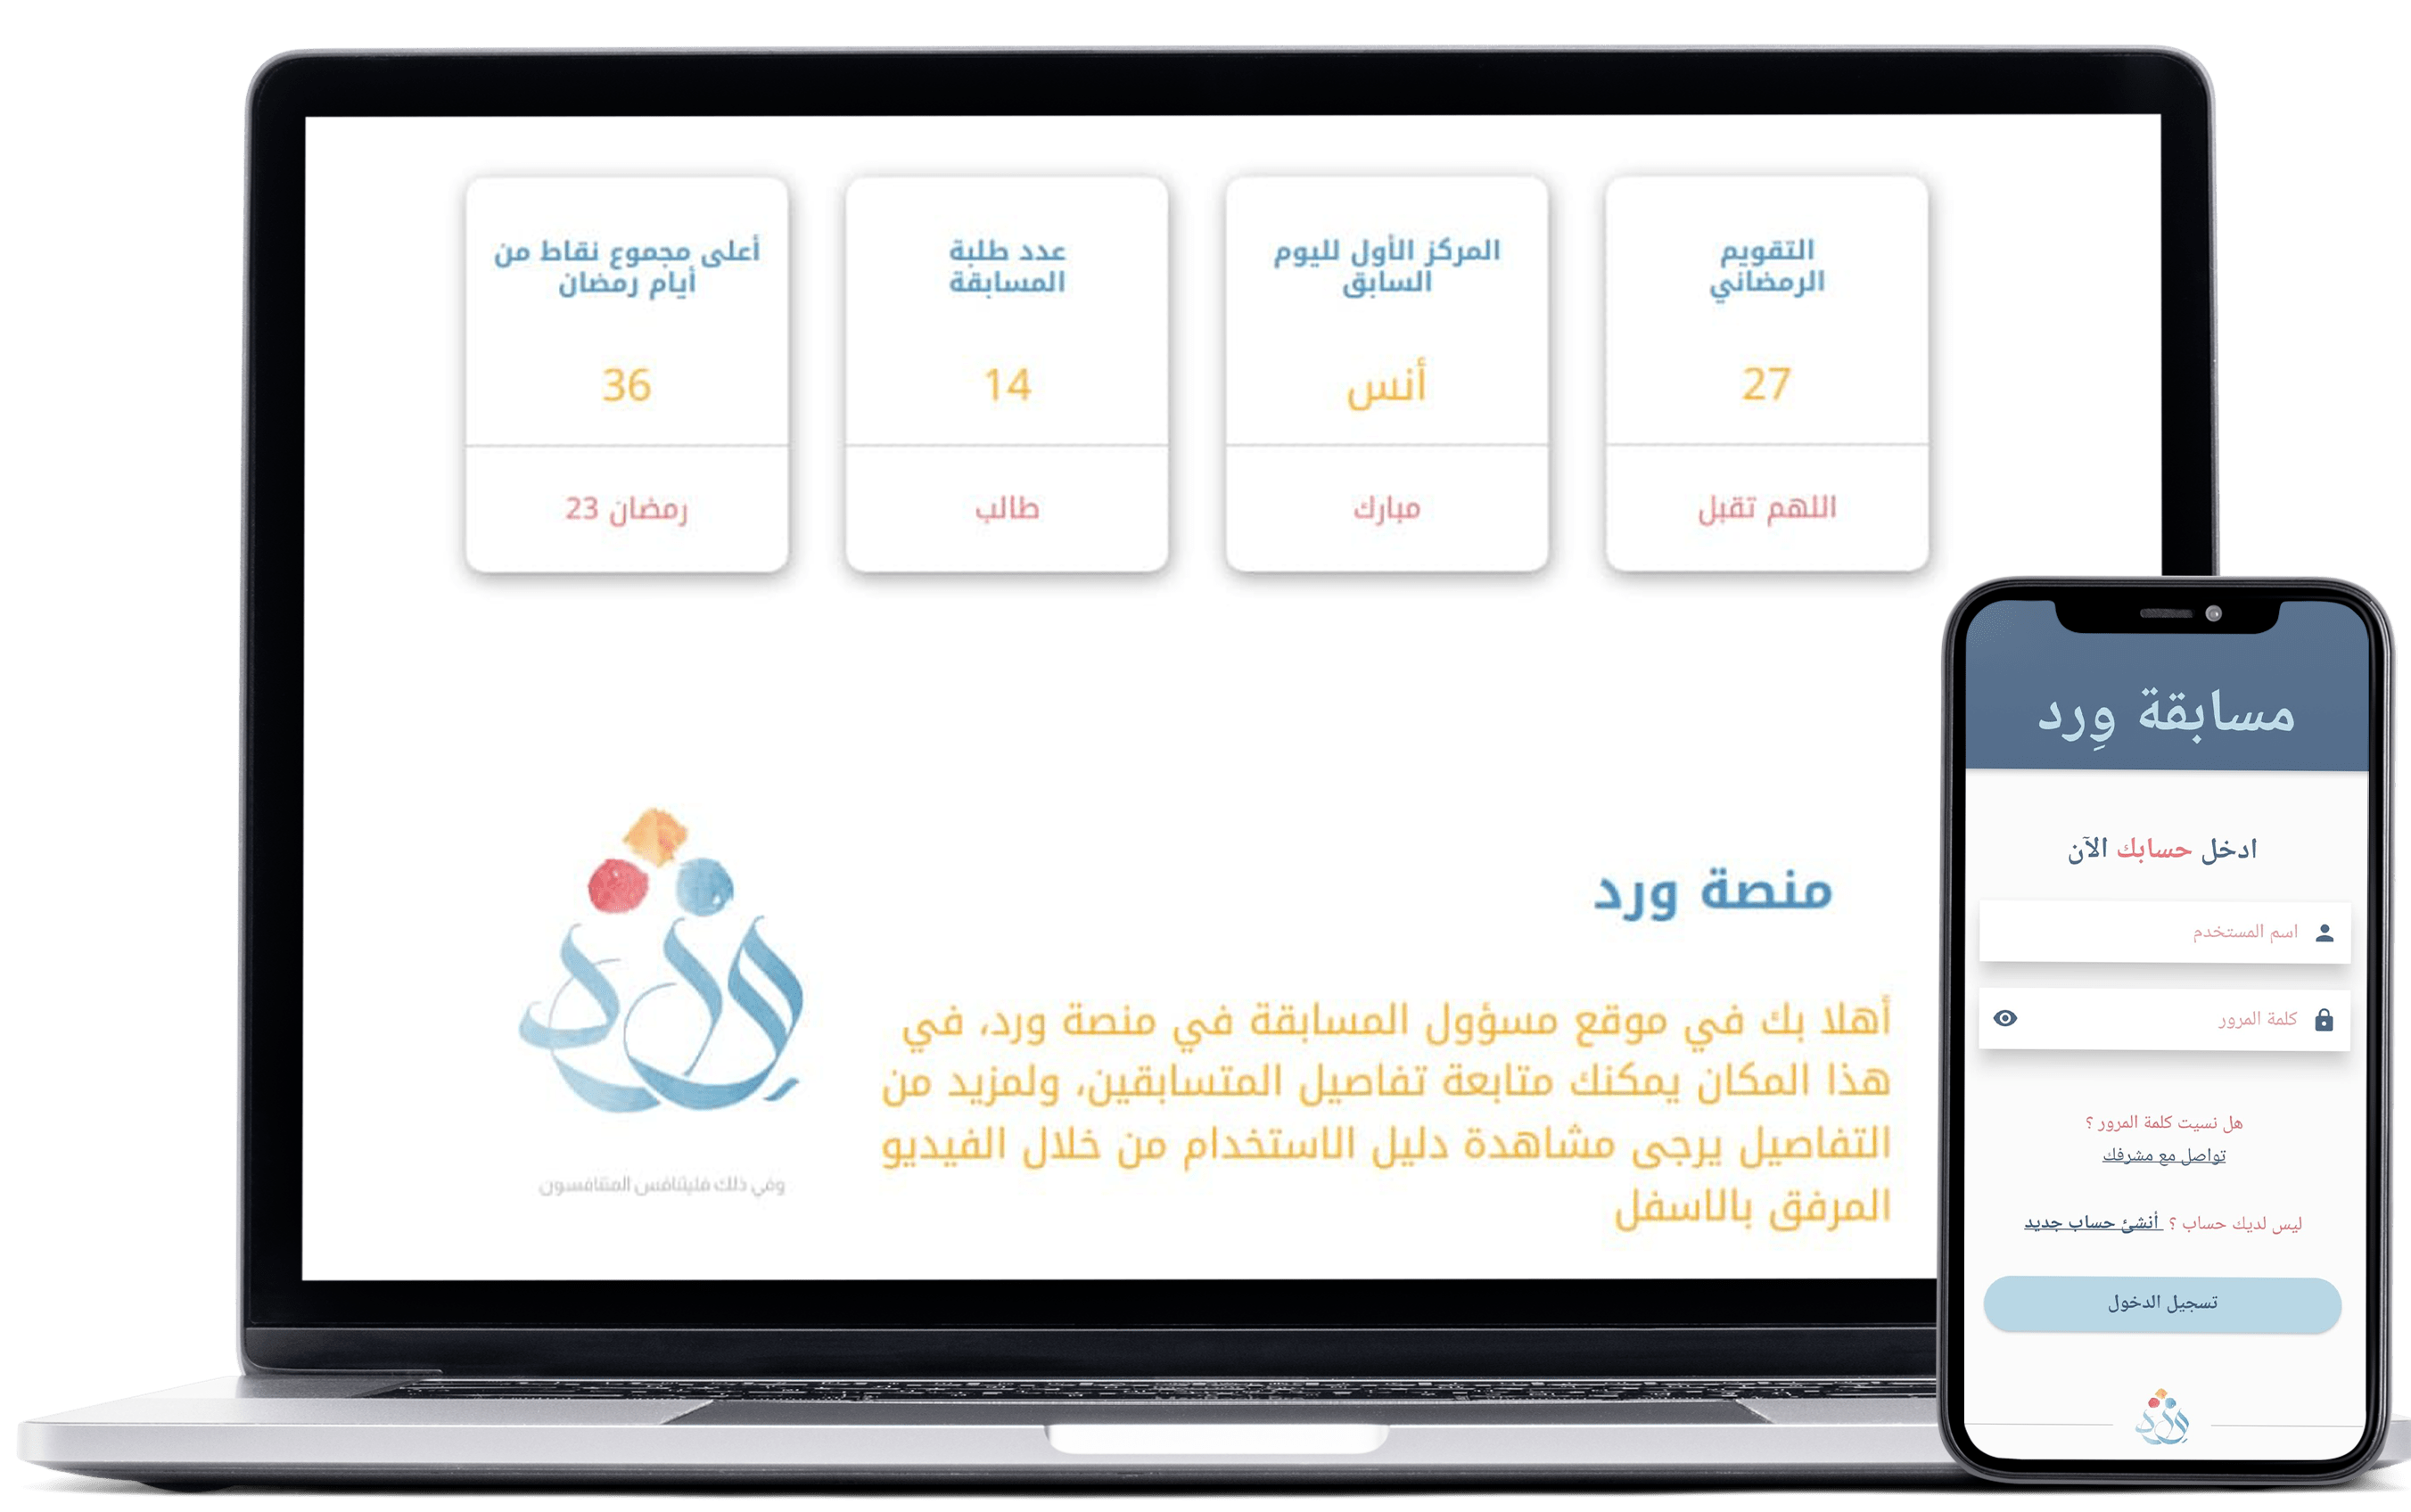 التقويم
الرمضاني
27
اللهم تقبل
المركز الأول لليوم
السابق
أنس
مبارك
عدد طلبة
المسابقة
14
طالب
أعلى مجموع نقاط من
أيام رمضان
36
رمضان 23
منصة ورد
أهلا بك في موقع مسؤول المسابقة في منصة ورد، في
هذا المكان يمكنك متابعة تفاصيل المتسابقين، ولمزيد من
التفاصيل يرجى مشاهدة دليل الاستخدام من خلال الفيديو
المرفق بالاسفل
وِرد
وفي ذلك فليتنافس المتنافسون
مسابقة وِرد
ادخل حسابك الآن
اسم المستخدم
كلمة المرور
هل نسيت كلمة المرور ؟
تواصل مع مشرفك
ليس لديك حساب ؟ أنشئ حساب جديد
تسجيل الدخول
وِرد